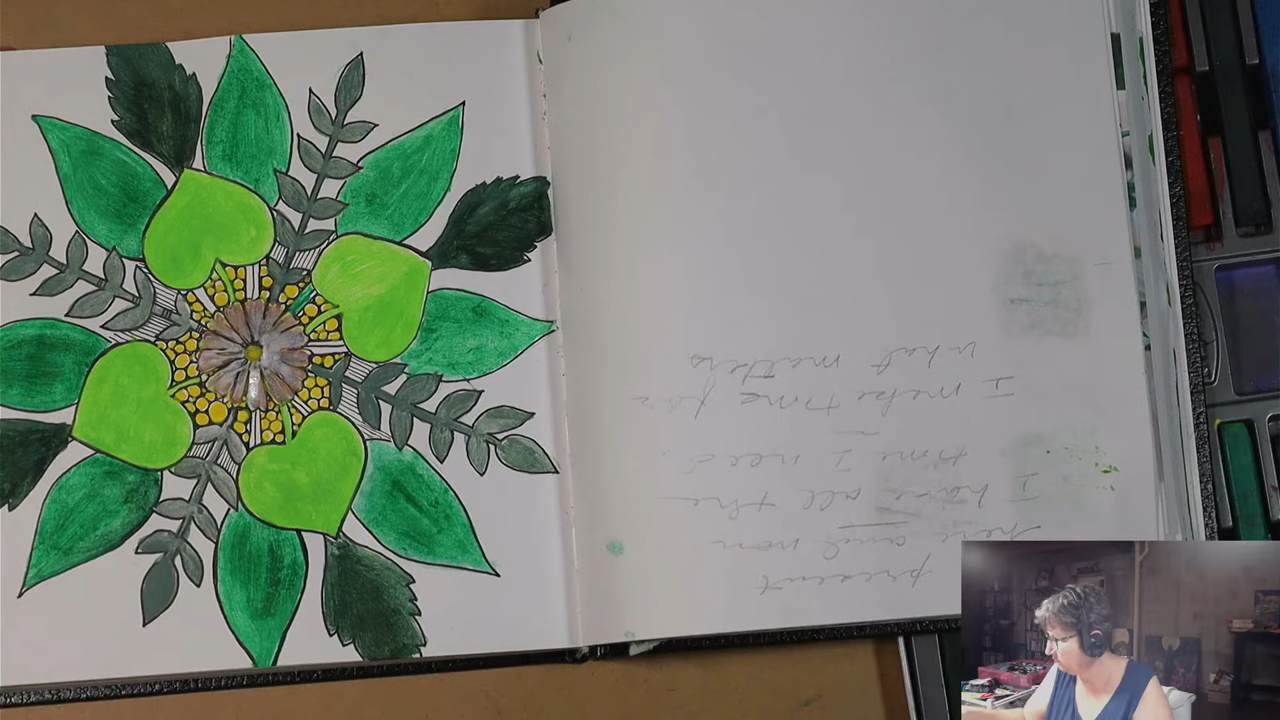 present
here and now
I have all the
time I need.
I make time for
what matters